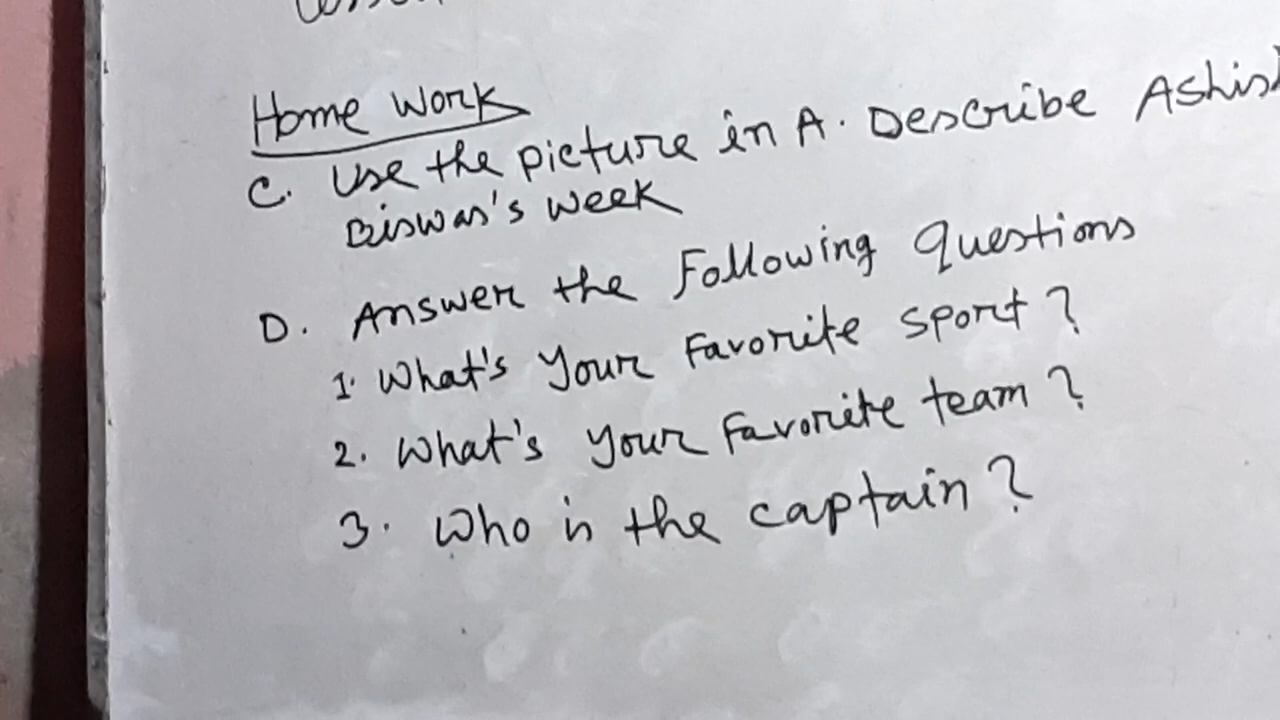 Home Work
C. Use the picture in A. Describe Ashish
Biswas's week
D. Answer the Following Questions
1. What's your Favorite sport?
2. What's your Favorite team?
3. Who is the captain?